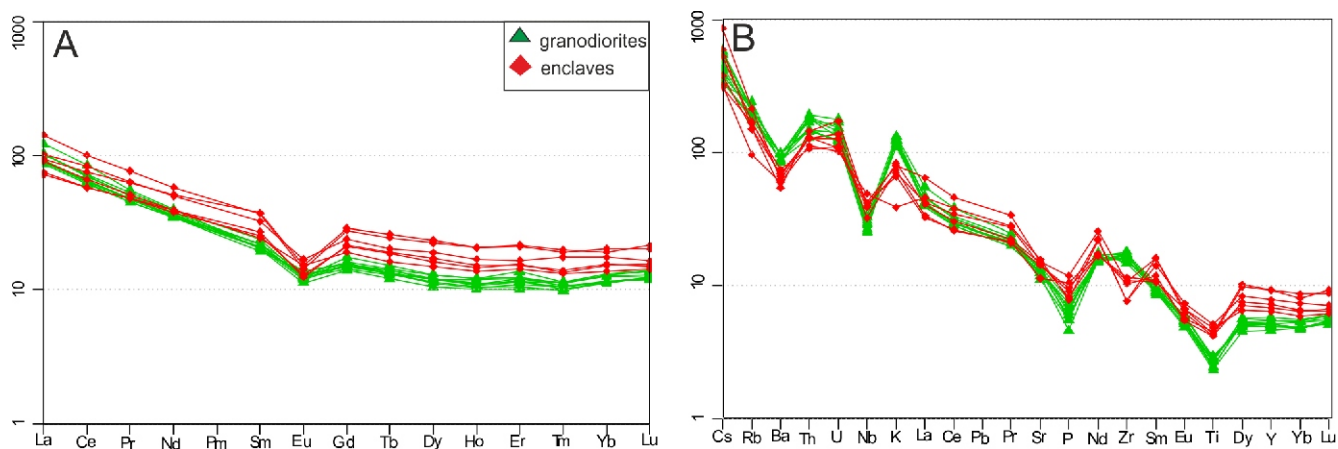 A
granodiorites
enclaves
1000
100
10
1
La Ce Pr Nd Pm Sm Eu Gd Tb Dy Ho Er Tm Yb Lu
B
1000
100
10
1
Cs Rb Ba Th U Nb K La Ce Pb Pr Sr P Nd Zr Sm Eu Ti Dy Y Yb Lu